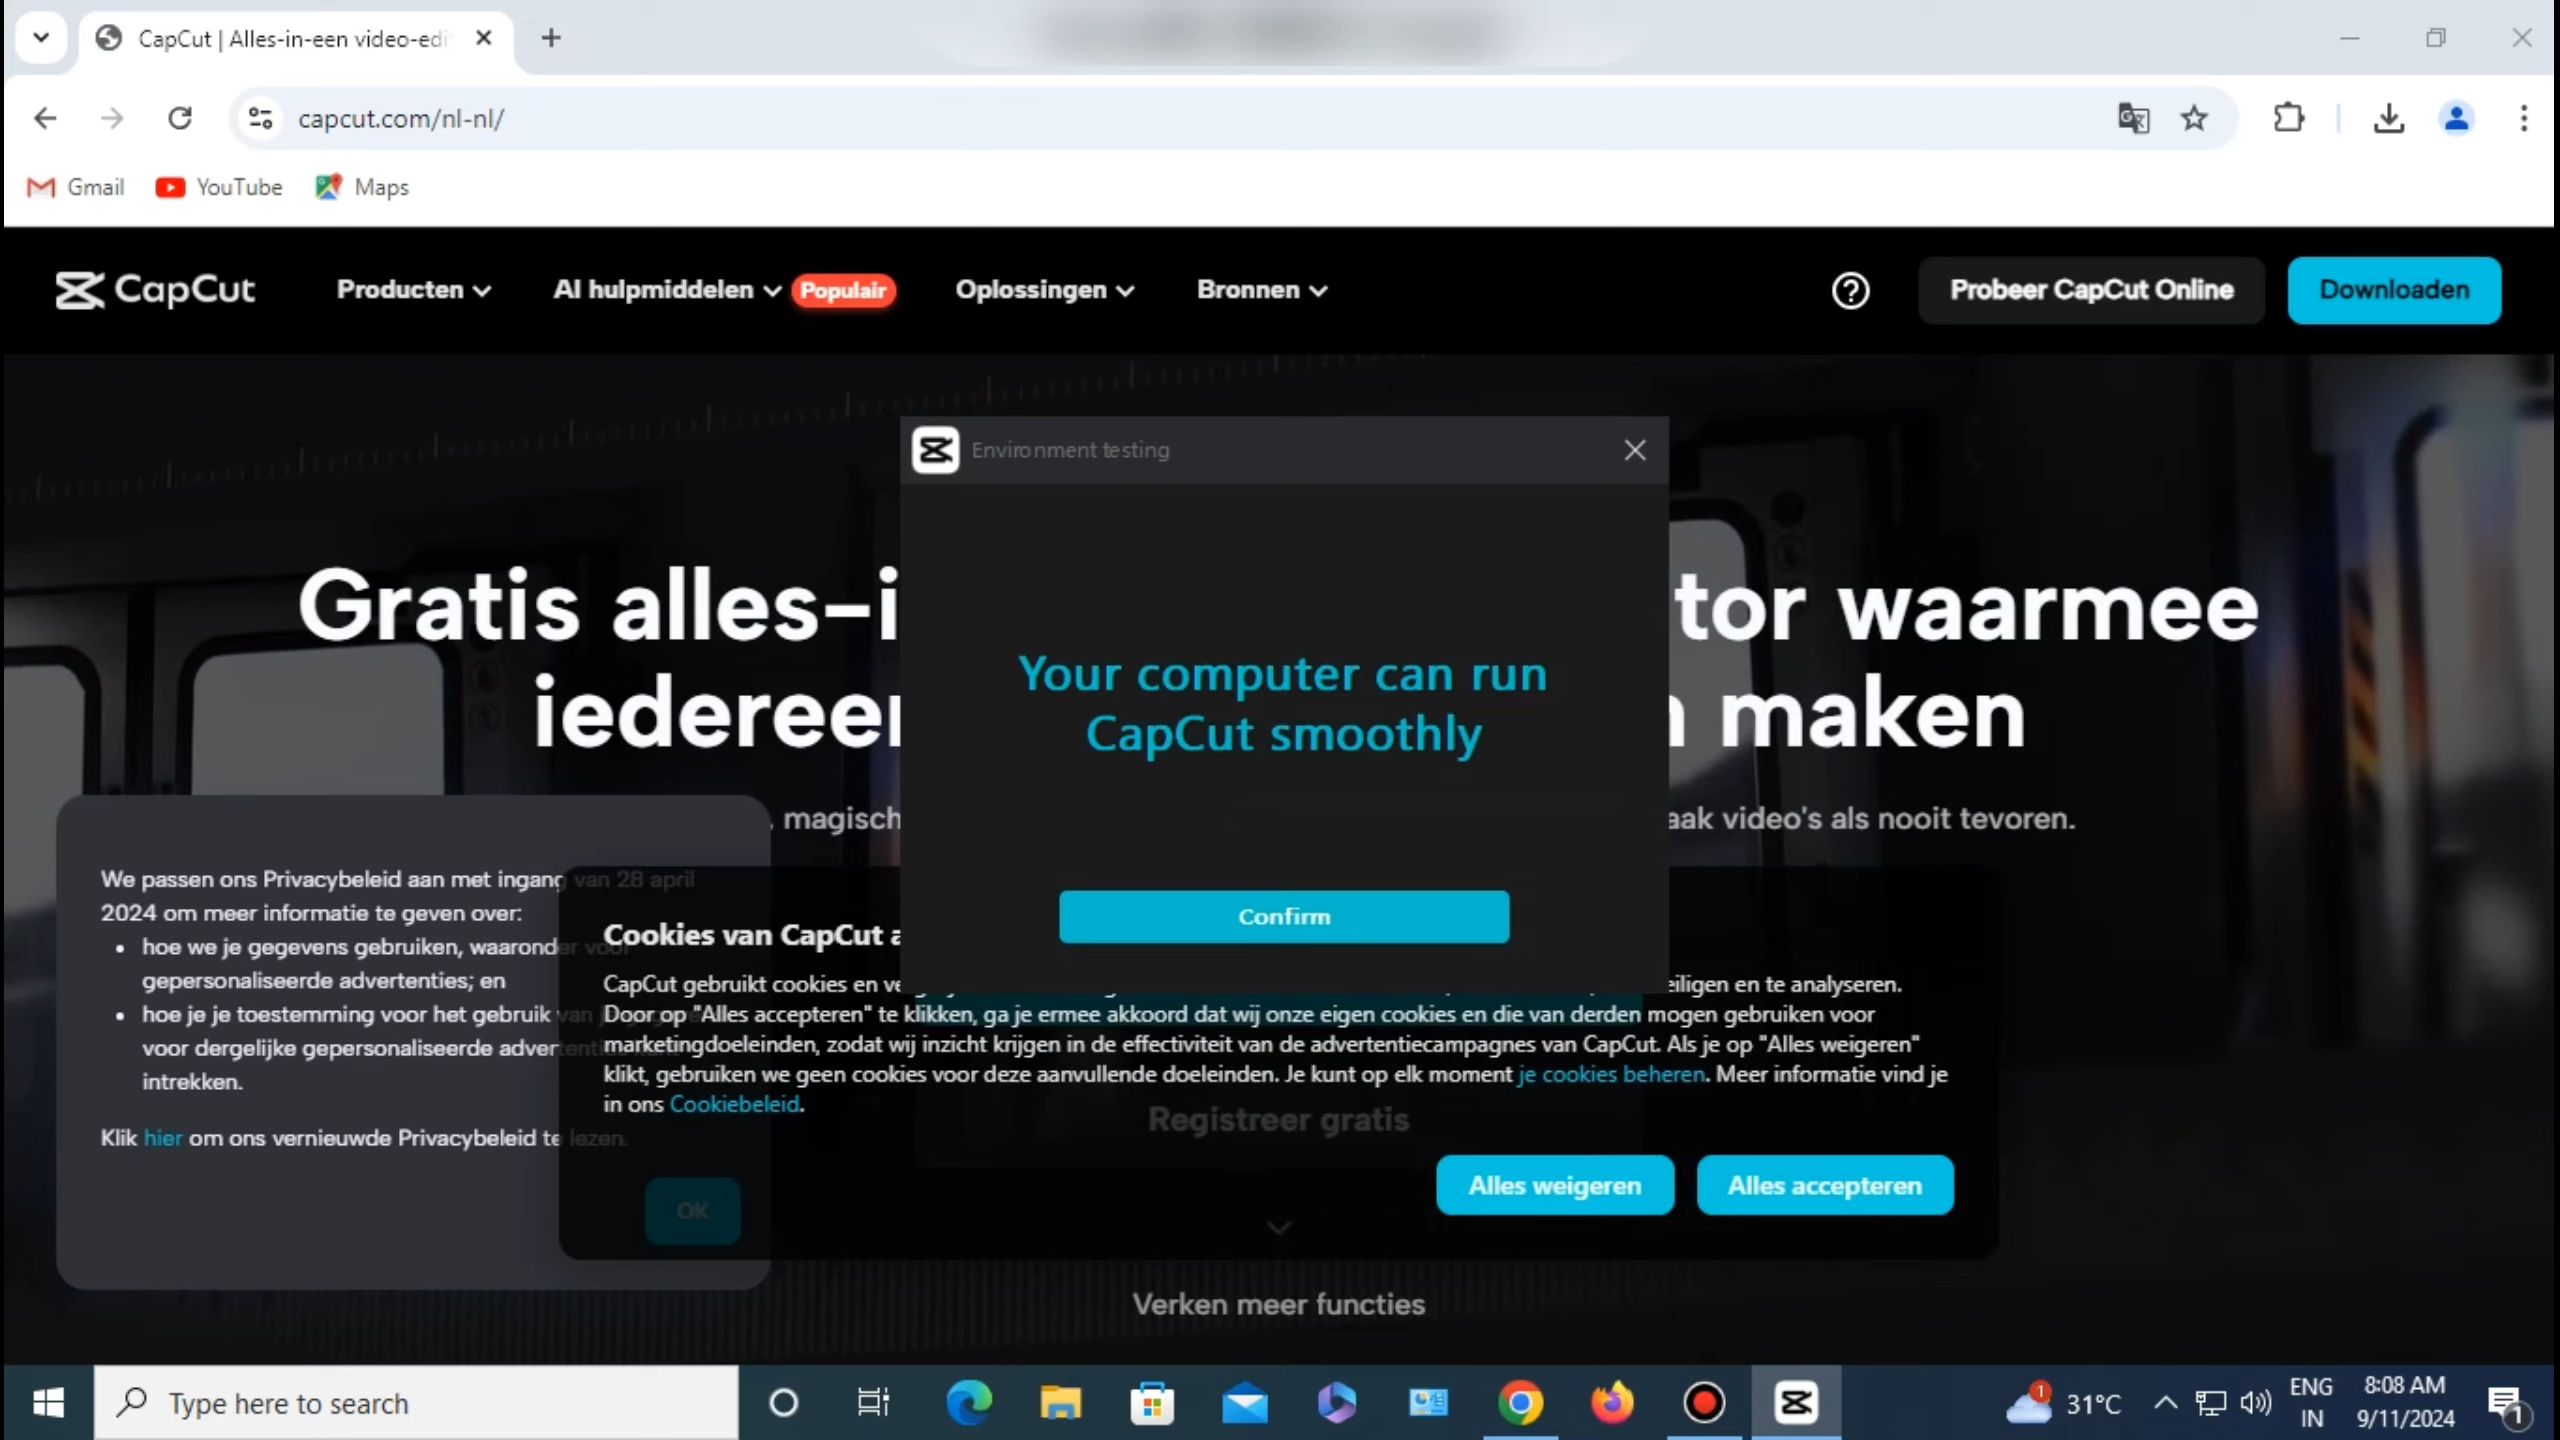 CapCut | Alles-in-een video-edi
capcut.com/nl-nl/
Gmail YouTube Maps
CapCut Producten AI hulpmiddelen Populair Oplossingen Bronnen Probeer CapCut Online Downloaden
Environment testing
Gratis alles-i tor waarmee
iedereen maken
Your computer can run
CapCut smoothly
, magisch aak video's als nooit tevoren.
Confirm
We passen ons Privacybeleid aan met ingang van 28 april
2024 om meer informatie te geven over:
• hoe we je gegevens gebruiken, waaronder voor
gepersonaliseerde advertenties; en
• hoe je je toestemming voor het gebruik van
voor dergelijke gepersonaliseerde advertenties kunt
intrekken.
Klik hier om ons vernieuwde Privacybeleid te lezen.
OK
Cookies van CapCut a
CapCut gebruikt cookies en ve eiligen en te analyseren.
Door op "Alles accepteren" te klikken, ga je ermee akkoord dat wij onze eigen cookies en die van derden mogen gebruiken voor
marketingdoeleinden, zodat wij inzicht krijgen in de effectiviteit van de advertentiecampagnes van CapCut. Als je op "Alles weigeren"
klikt, gebruiken we geen cookies voor deze aanvullende doeleinden. Je kunt op elk moment je cookies beheren. Meer informatie vind je
in ons Cookiebeleid.
Registreer gratis
Alles weigeren Alles accepteren
Verken meer functies
Type here to search
1 31°C ENG 8:08 AM
IN 9/11/2024 1